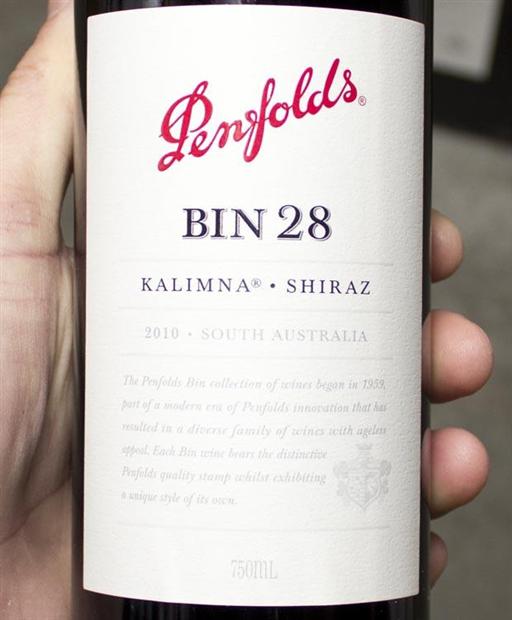 Penfolds®
BIN 28
KALIMNA® • SHIRAZ
2010 • SOUTH AUSTRALIA
The Penfolds Bin collection of wines began in 1959,
part of a modern era of Penfolds innovation that has
resulted in a diverse family of wines with ageless
appeal. Each Bin wine bears the distinctive
Penfolds quality stamp whilst exhibiting
a unique style of its own.
750ML